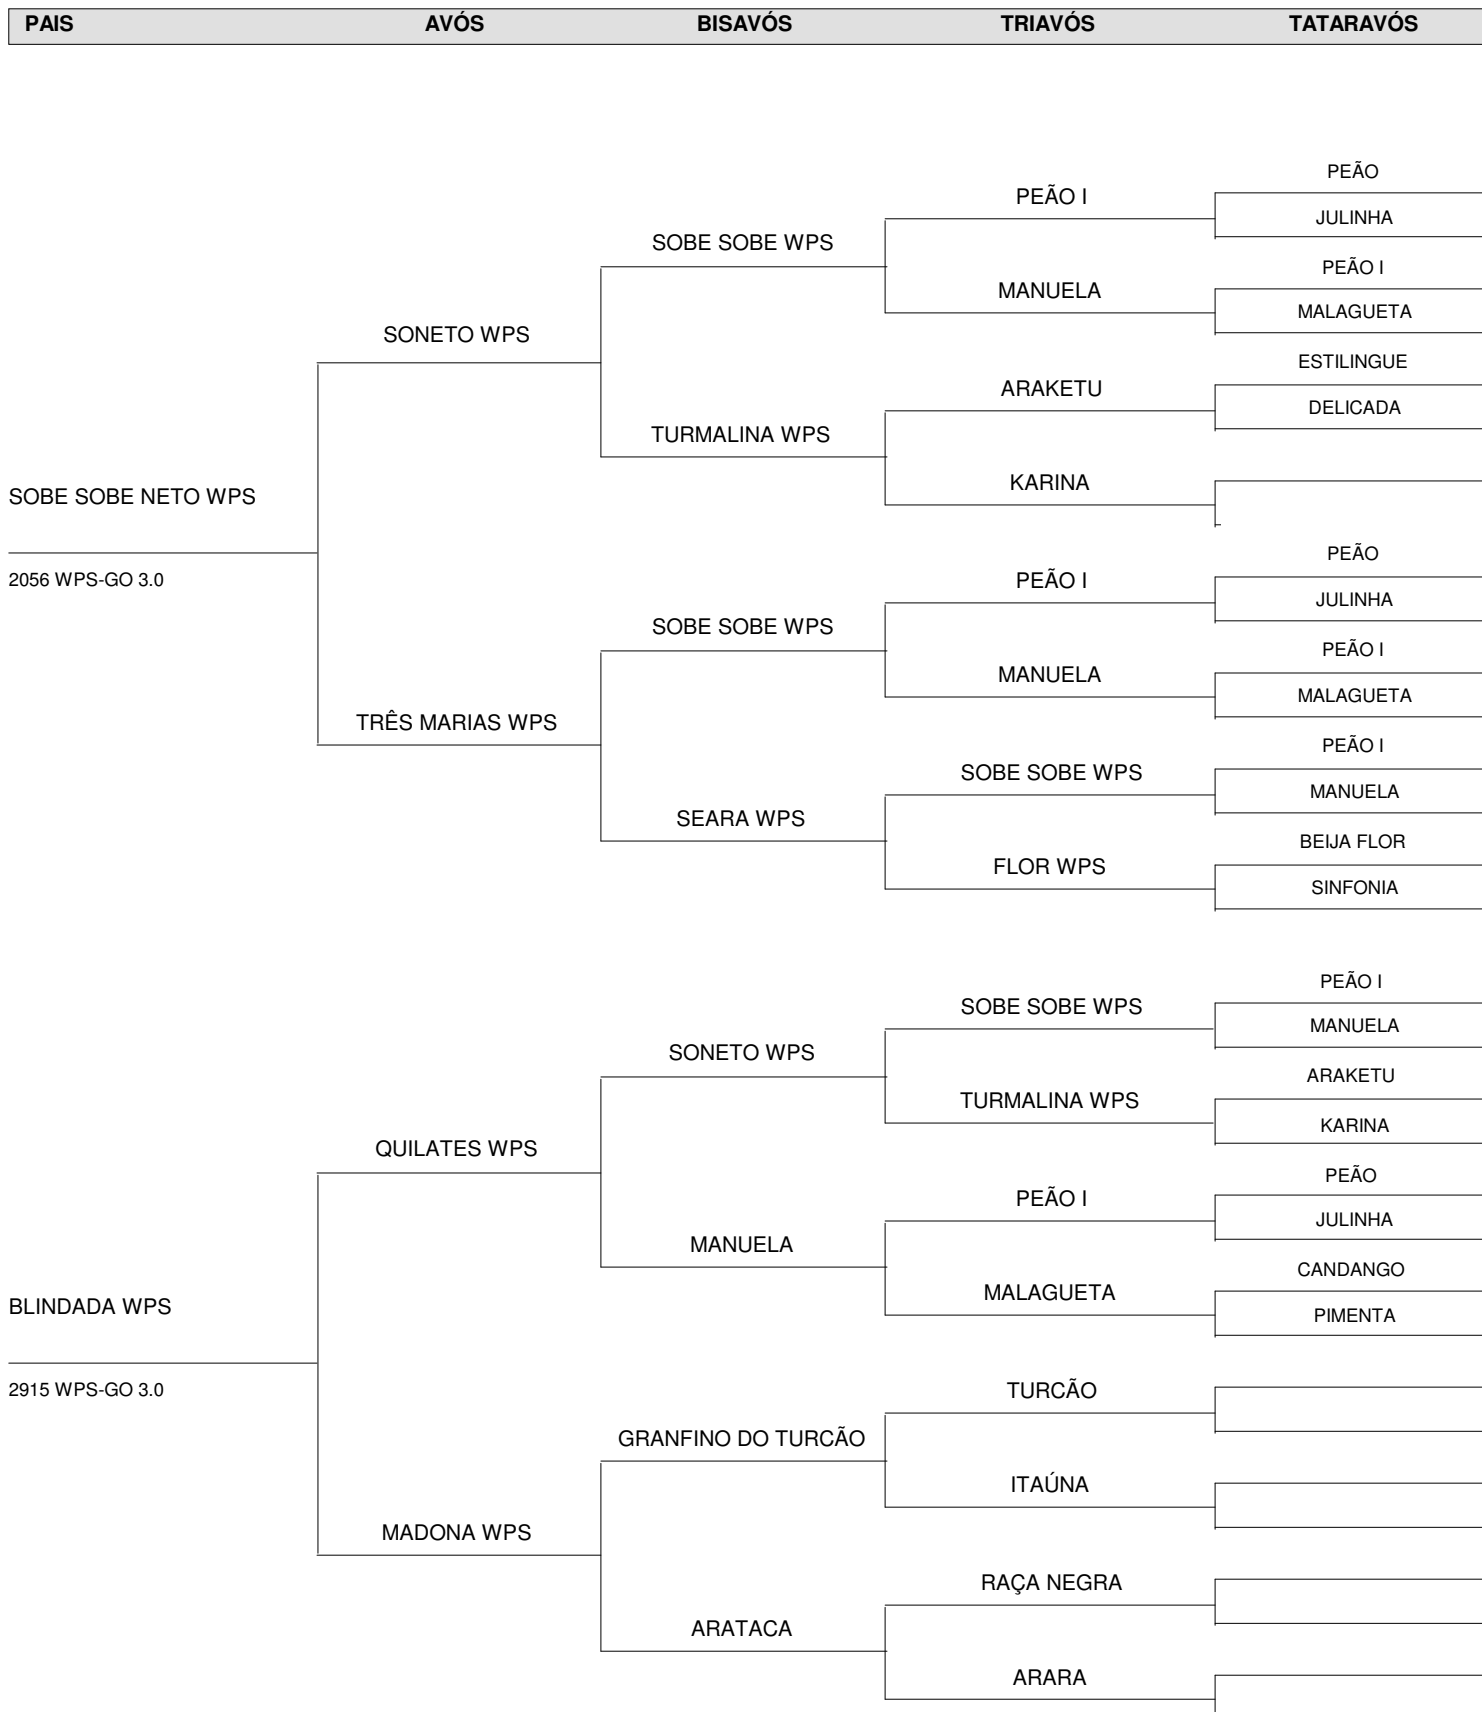 PAIS AVÓS BISAVÓS TRIAVÓS TATARAVÓS
PEÃO
PEÃO I
JULINHA
SOBE SOBE WPS
PEÃO I
MANUELA
MALAGUETA
SONETO WPS
ESTILINGUE
ARAKETU
DELICADA
TURMALINA WPS
KARINA
SOBE SOBE NETO WPS
PEÃO
2056 WPS-GO 3.0
PEÃO I
JULINHA
SOBE SOBE WPS
PEÃO I
MANUELA
MALAGUETA
TRÊS MARIAS WPS
PEÃO I
SOBE SOBE WPS
MANUELA
SEARA WPS
BEIJA FLOR
FLOR WPS
SINFONIA
PEÃO I
SOBE SOBE WPS
MANUELA
SONETO WPS
ARAKETU
TURMALINA WPS
KARINA
QUILATES WPS
PEÃO
PEÃO I
JULINHA
MANUELA
CANDANGO
MALAGUETA
BLINDADA WPS
PIMENTA
2915 WPS-GO 3.0
TURCÃO
GRANFINO DO TURCÃO
ITAÚNA
MADONA WPS
RAÇA NEGRA
ARATACA
ARARA